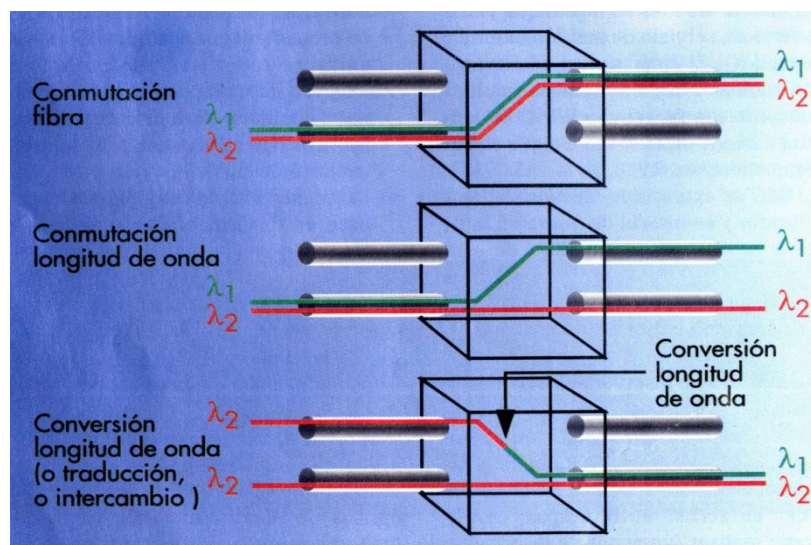 Conmutación
fibra
λ1
λ2
λ1
λ2
Conmutación
longitud de onda
λ1
λ2
λ1
λ2
Conversión
longitud
de onda
Conversión
longitud de onda
(o traducción,
o intercambio )
λ2
λ2
λ1
λ2